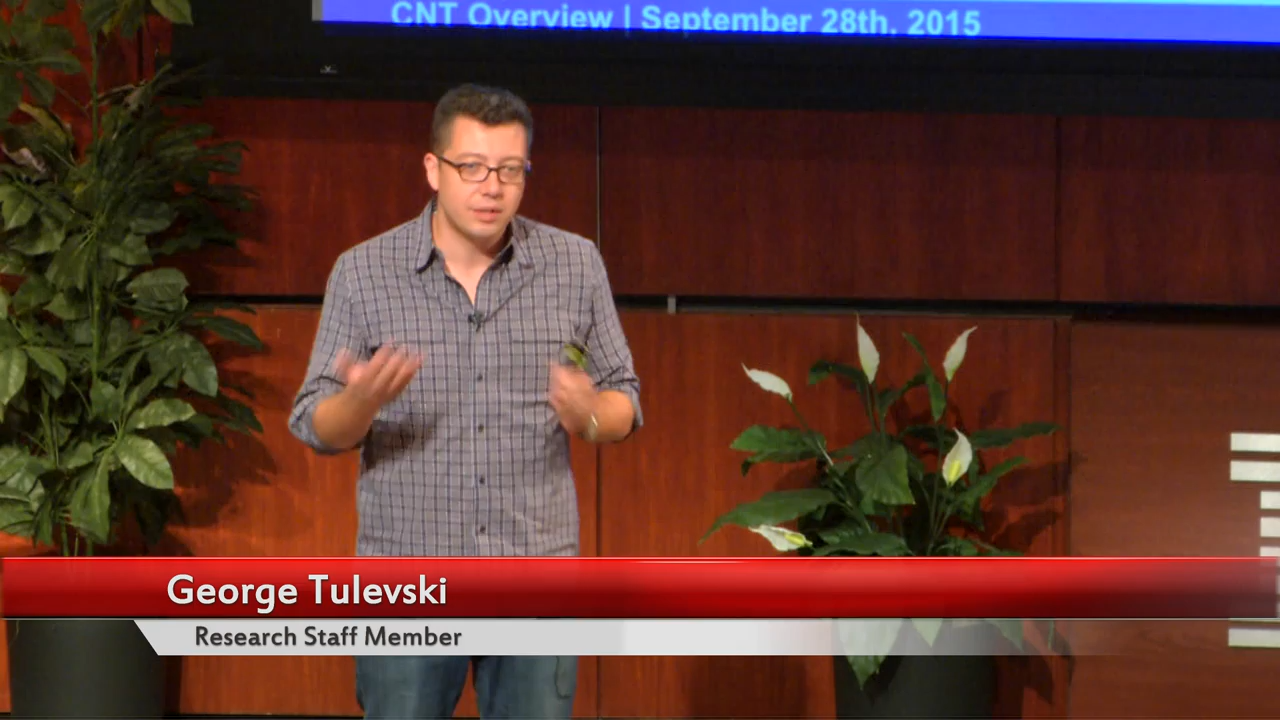 CNT Overview | September 28th, 2015
George Tulevski
Research Staff Member